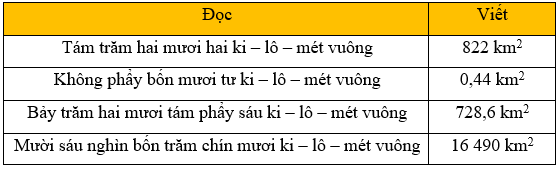 Đọc Viết
Tám trăm hai mươi hai ki – lô – mét vuông 822 km²
Không phẩy bốn mươi tư ki – lô – mét vuông 0,44 km²
Bảy trăm hai mươi tám phẩy sáu ki – lô – mét vuông 728,6 km²
Mười sáu nghìn bốn trăm chín mươi ki – lô – mét vuông 16 490 km²